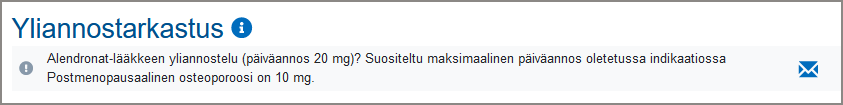 Yliannostarkastus
Alendronat-lääkkeen yliannostelu (päiväannos 20 mg)? Suositeltu maksimaalinen päiväannos oletetussa indikaatiossa
Postmenopausaalinen osteoporoosi on 10 mg.